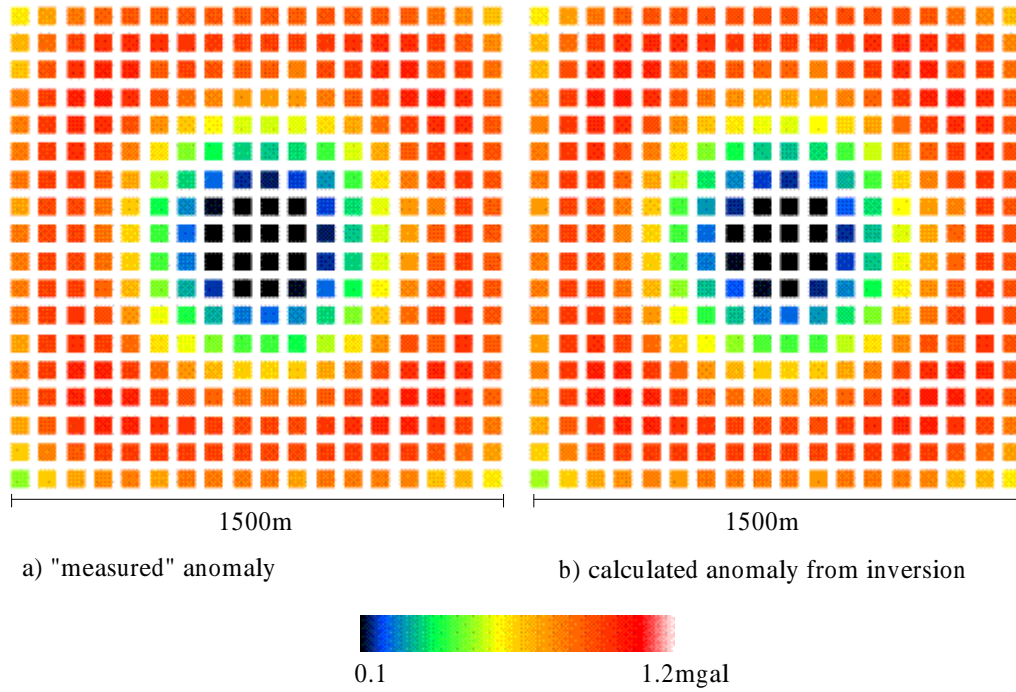 1500m
1500m
a) "measured" anomaly
b) calculated anomaly from inversion
0.1
1.2mgal